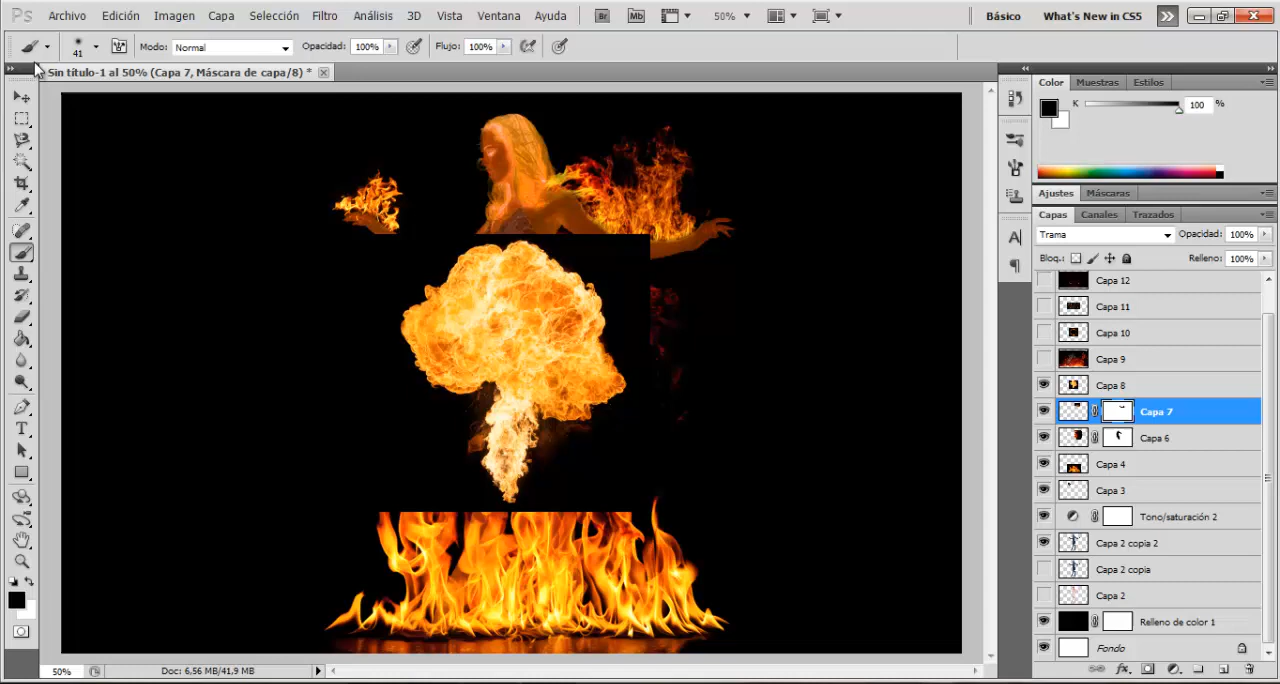 Ps Archivo Edición Imagen Capa Selección Filtro Análisis 3D Vista Ventana Ayuda Br Mb 50% Básico What's New in CS5
41 Modo: Normal Opacidad: 100% Flujo: 100%
Sin título-1 al 50% (Capa 7, Máscara de capa/8) *
Color Muestras Estilos
K 100 %
Ajustes Máscaras
Capas Canales Trazados
Trama Opacidad: 100%
Bloq.: Relleno: 100%
Capa 12
Capa 11
Capa 10
Capa 9
Capa 8
Capa 7
Capa 6
Capa 4
Capa 3
Tono/saturación 2
Capa 2 copia 2
Capa 2 copia
Capa 2
Relleno de color 1
Fondo
50% Doc: 6,56 MB/41,9 MB